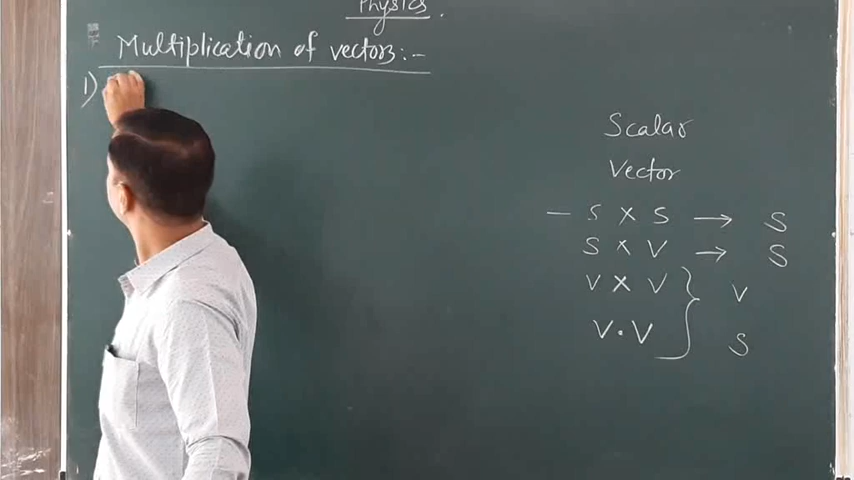 Physics.
Multiplication of vectors:-
1)
Scalar
Vector
— S × S → S
S × V → S
V × V } V
V . V } S